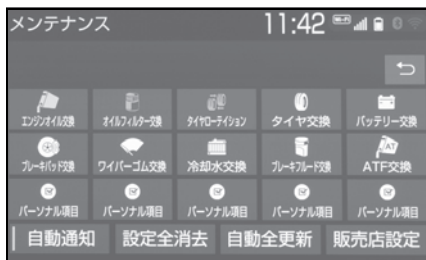 メンテナンス 11:42 Wi-Fi 0
エンジンオイル交換 オイルフィルター交換 タイヤローテイション タイヤ交換 バッテリー交換
ブレーキパッド交換 ワイパーゴム交換 冷却水交換 ブレーキフルード交換 ATF交換
パーソナル項目 パーソナル項目 パーソナル項目 パーソナル項目 パーソナル項目
自動通知 設定全消去 自動全更新 販売店設定